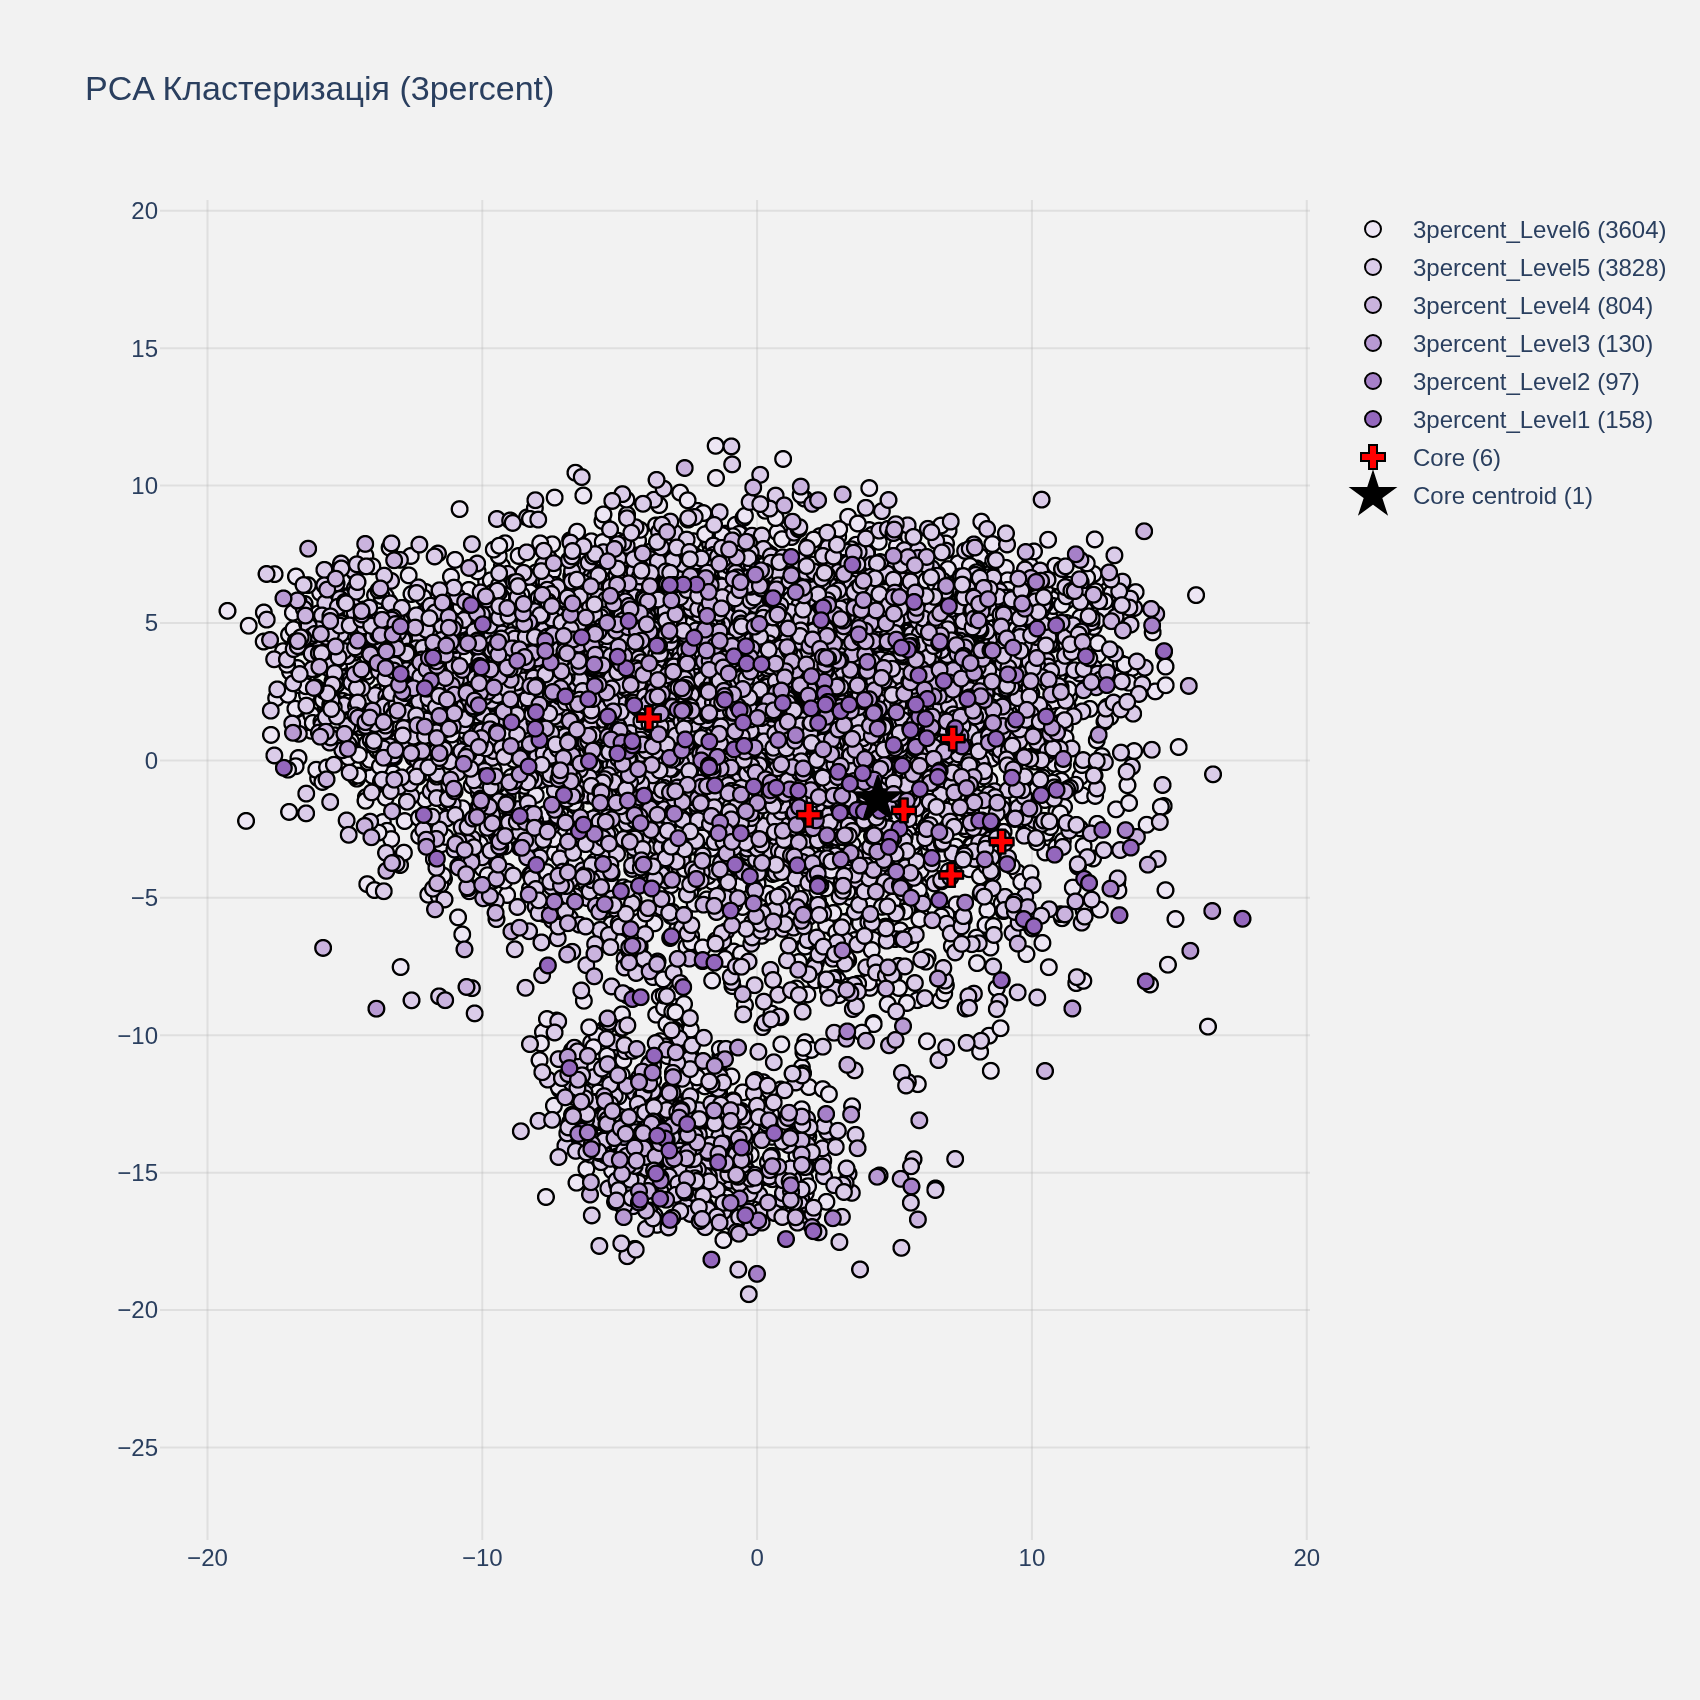 PCA Кластеризація (3percent)
20
15
10
5
0
−5
−10
−15
−20
−25
−20
−10
0
10
20
3percent_Level6 (3604)
3percent_Level5 (3828)
3percent_Level4 (804)
3percent_Level3 (130)
3percent_Level2 (97)
3percent_Level1 (158)
Core (6)
Core centroid (1)